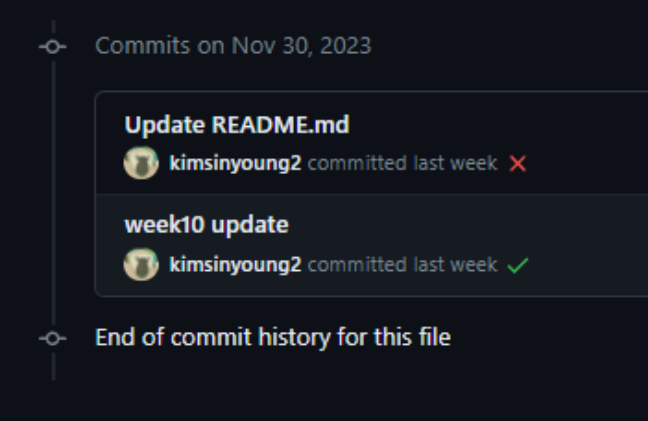 Commits on Nov 30, 2023
Update README.md
kimsinyoung2 committed last week
week10 update
kimsinyoung2 committed last week
End of commit history for this file